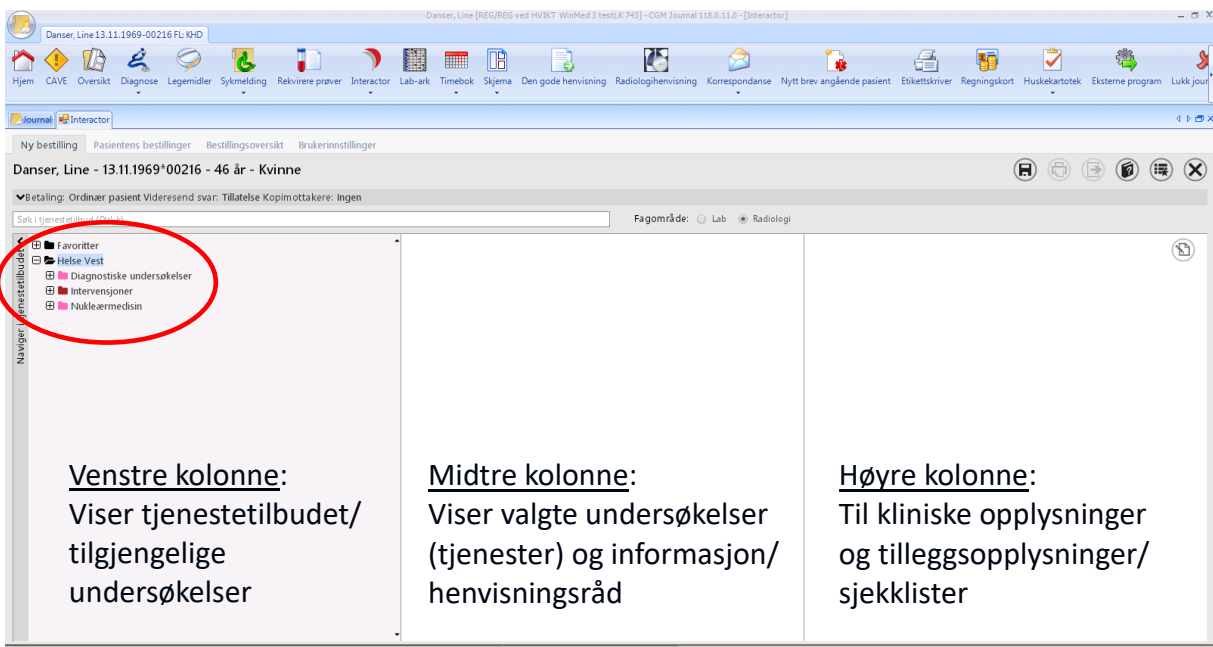 Danser, Line [REG/REG ved HVIKT WinMed 3 testLK 743] - CGM Journal 118.0.11.0 - [Interactor]
Danser, Line 13.11.1969-00216 FL: KHD
Hjem CAVE Oversikt Diagnose Legemidler Sykmelding Rekvirere prøver Interactor Lab-ark Timebok Skjema Den gode henvisning Radiologihenvisning Korrespondanse Nytt brev angående pasient Etikettskriver Regningskort Huskekartotek Eksterne program Lukk jour
Journal Interactor
Ny bestilling Pasientens bestillinger Bestillingsoversikt Brukerinnstillinger
Danser, Line - 13.11.1969*00216 - 46 år - Kvinne
Betaling: Ordinær pasient Videresend svar: Tillatelse Kopimottakere: Ingen
Søk i tjenestetilbud (Ctrl-k)
Fagområde: Lab Radiologi
Naviger i tjenestetilbudet
Favoritter
Helse Vest
Diagnostiske undersøkelser
Intervensjoner
Nukleærmedisin
Venstre kolonne:
Viser tjenestetilbudet/
tilgjengelige
undersøkelser
Midtre kolonne:
Viser valgte undersøkelser
(tjenester) og informasjon/
henvisningsråd
Høyre kolonne:
Til kliniske opplysninger
og tilleggsopplysninger/
sjekklister